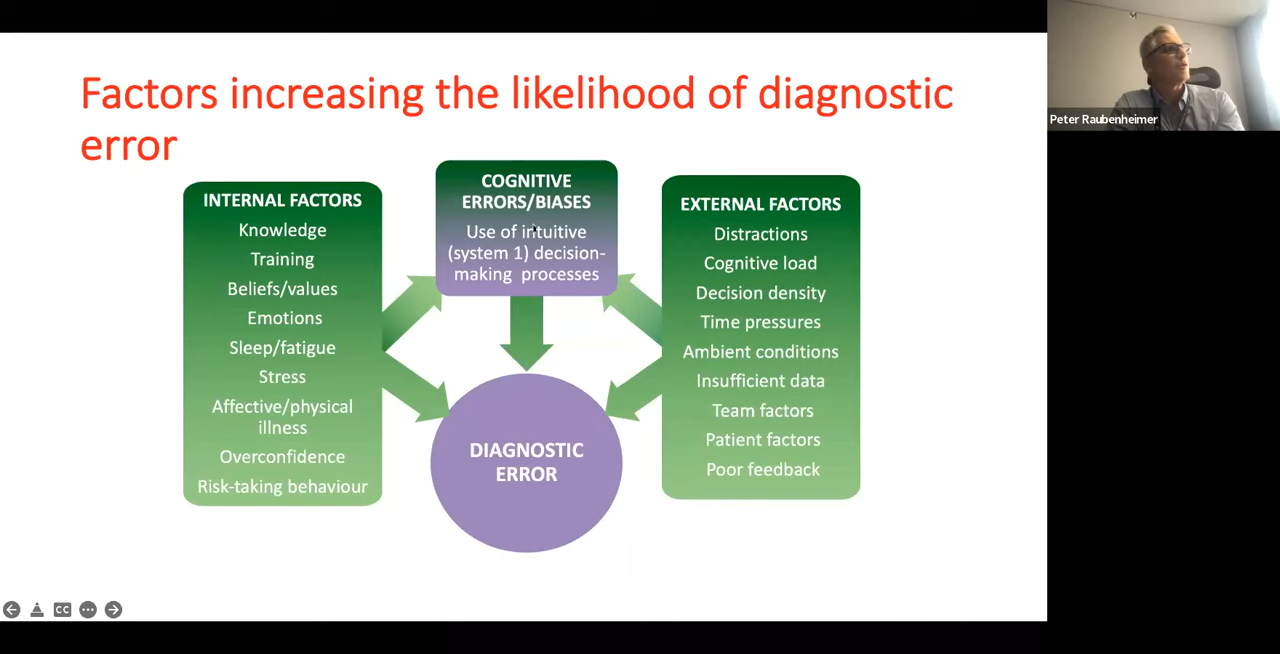 Factors increasing the likelihood of diagnostic
error
INTERNAL FACTORS
Knowledge
Training
Beliefs/values
Emotions
Sleep/fatigue
Stress
Affective/physical
illness
Overconfidence
Risk-taking behaviour
COGNITIVE
ERRORS/BIASES
Use of intuitive
(system 1) decision-
making processes
EXTERNAL FACTORS
Distractions
Cognitive load
Decision density
Time pressures
Ambient conditions
Insufficient data
Team factors
Patient factors
Poor feedback
DIAGNOSTIC
ERROR
Peter Raubenheimer
CC